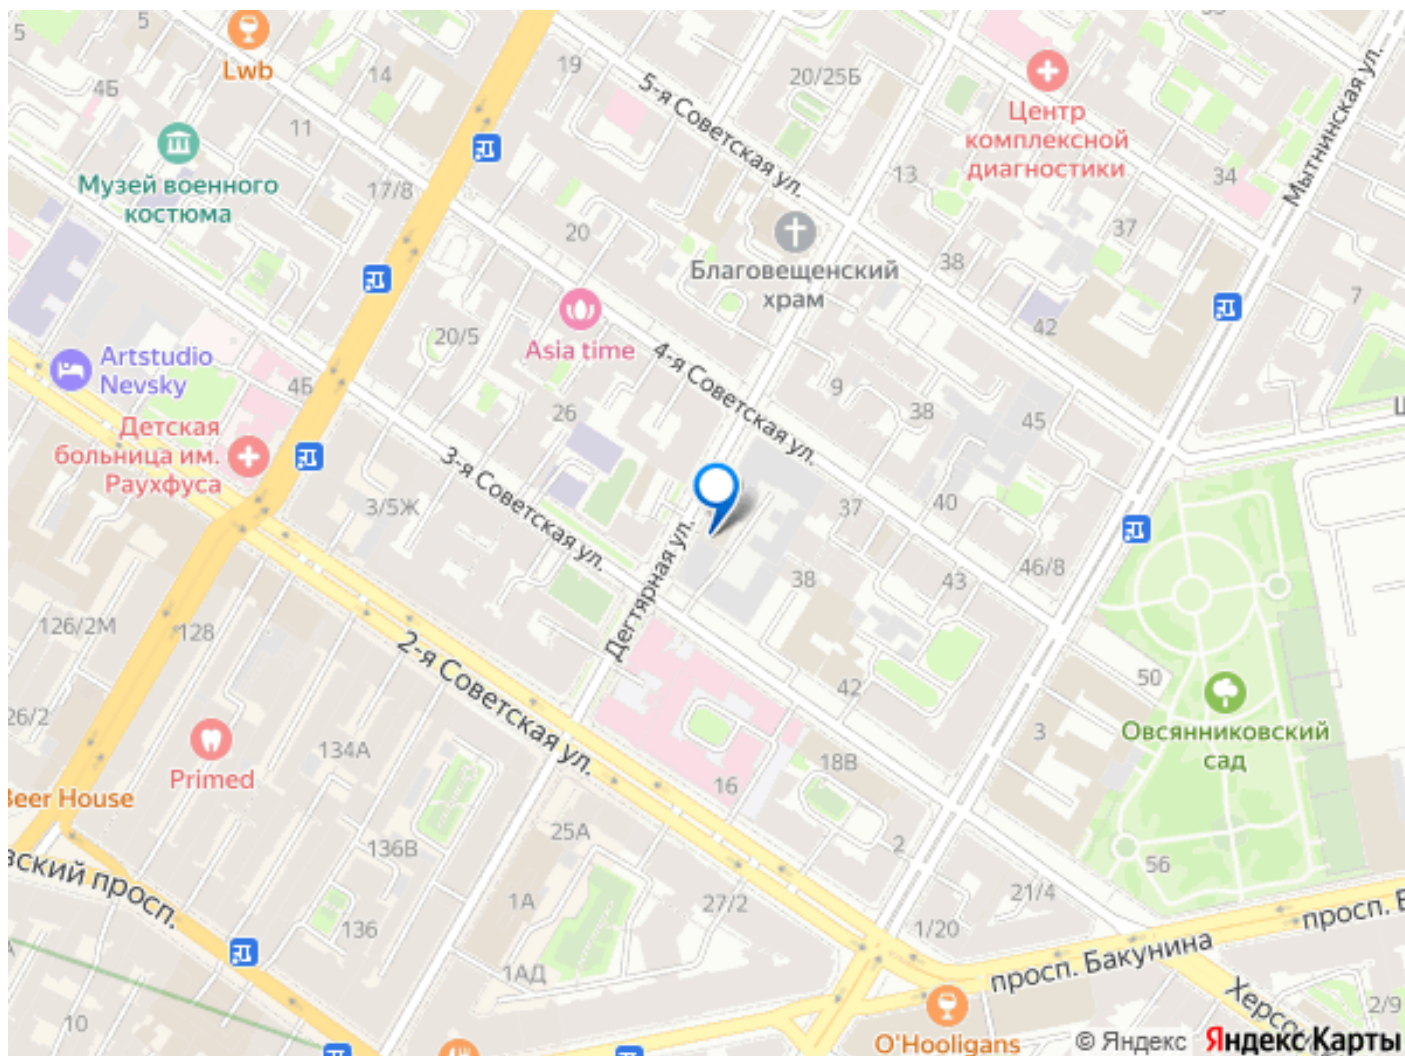 5
5
Lwb
14
4Б
11
19
20/25Б
5-я Советская ул.
Центр
комплексной
диагностики
Мытнинская ул.
34
13
37
Музей военного
костюма
17/8
20
Благовещенский
храм
38
42
7
20/5
Asia time
4-я Советская ул.
9
38
45
Artstudio
Nevsky
4Б
Детская
больница им.
Раухфуса
26
3-я Советская ул.
3/5Ж
37
40
46/8
43
38
Дегтярная ул.
126/2М
128
2-я Советская ул.
42
50
3
Овсянниковский
сад
26/2
134А
Primed
16
18В
Beer House
25А
136В
2
56
вский просп.
1А
27/2
21/4
136
1/20
просп. Б
просп. Бакунина
1АД
10
2/9
O'Hooligans
© Яндекс Яндекс Карты